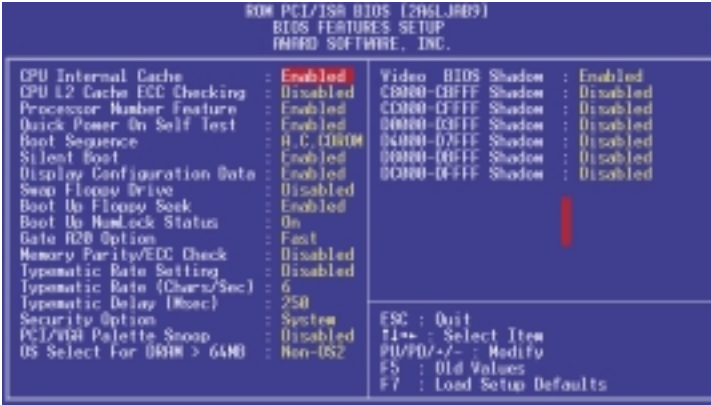 ROM PCI/ISA BIOS [2A6LJAB9]
BIOS FEATURES SETUP
AWARD SOFTWARE, INC.
CPU Internal Cache : Enabled
CPU L2 Cache ECC Checking : Disabled
Processor Number Feature : Enabled
Quick Power On Self Test : Enabled
Boot Sequence : A,C,CDROM
Silent Boot : Enabled
Display Configuration Data : Enabled
Swap Floppy Drive : Disabled
Boot Up Floppy Seek : Enabled
Boot Up NumLock Status : On
Gate A20 Option : Fast
Memory Parity/ECC Check : Disabled
Typematic Rate Setting : Disabled
Typematic Rate (Chars/Sec) : 6
Typematic Delay (Msec) : 250
Security Option : System
PCI/VGA Palette Snoop : Disabled
OS Select For DRAM > 64MB : Non-OS2
Video BIOS Shadow : Enabled
C8000-CBFFF Shadow : Disabled
CC000-CFFFF Shadow : Disabled
D0000-D3FFF Shadow : Disabled
D4000-D7FFF Shadow : Disabled
D8000-DBFFF Shadow : Disabled
DC000-DFFFF Shadow : Disabled
ESC : Quit
↑↓→← : Select Item
PU/PD/+/- : Modify
F5 : Old Values
F7 : Load Setup Defaults